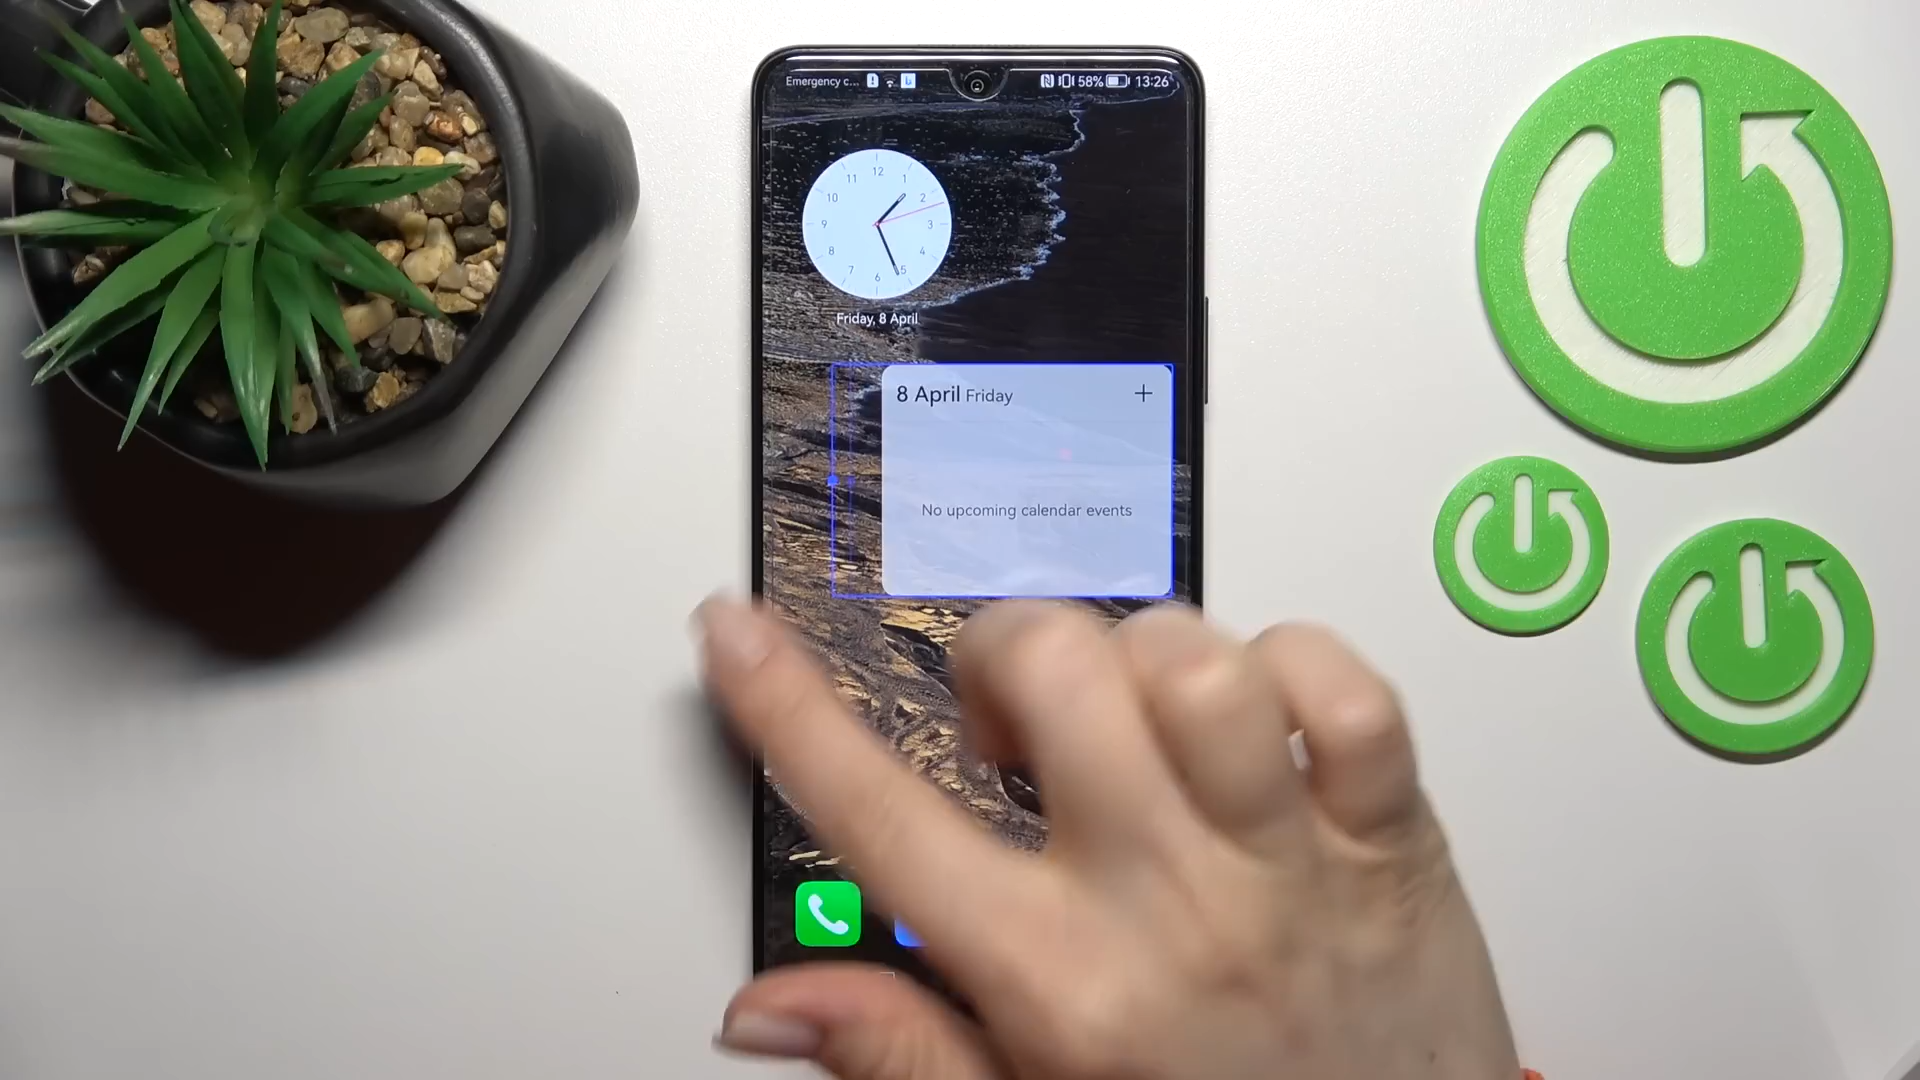 Emergency c... 58% 13:26
12
11 1
10 2
9 3
8 4
7 5
6
Friday, 8 April
8 April Friday +
No upcoming calendar events